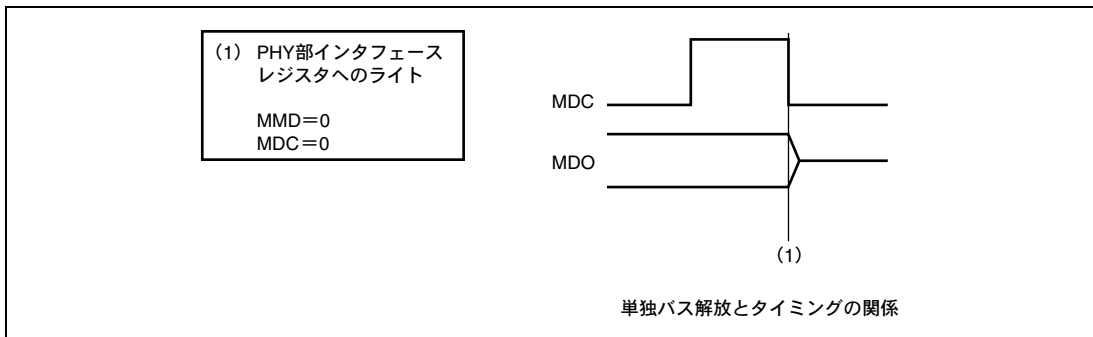 （1） PHY部インタフェース
レジスタへのライト
MMD＝0
MDC＝0
MDC
MDO
（1）
単独バス解放とタイミングの関係